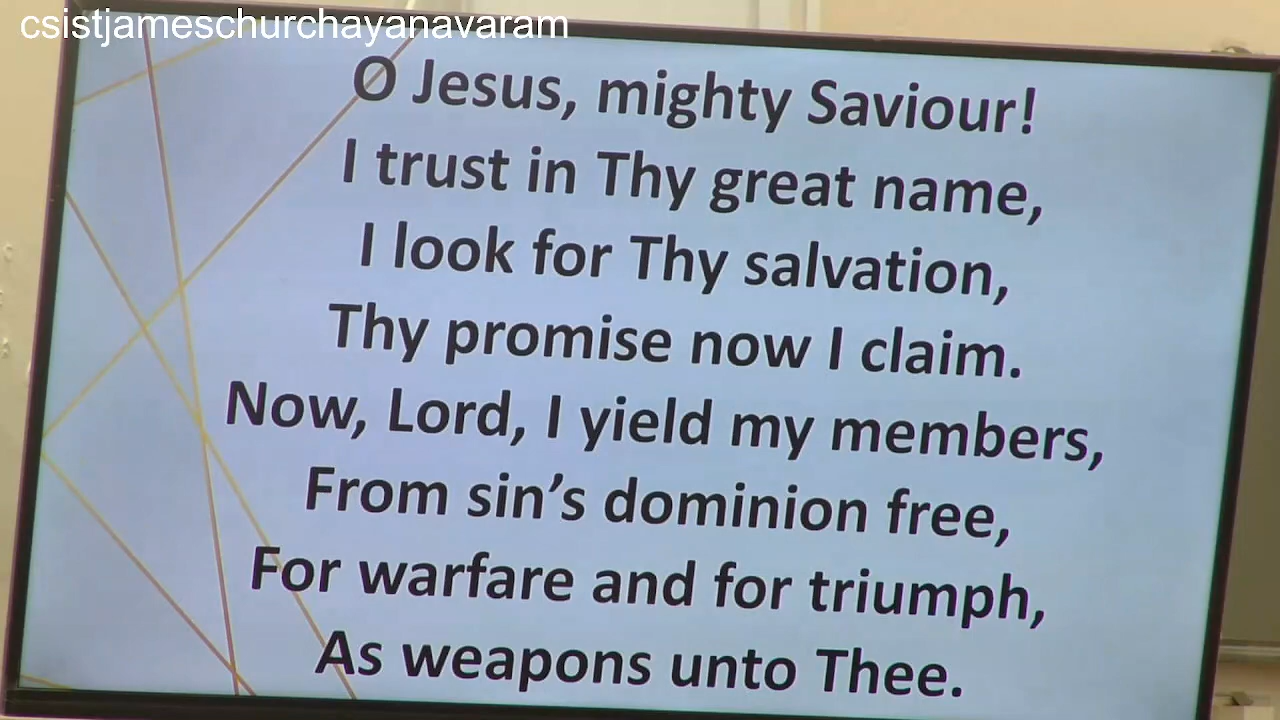 csistjameschurchayanavaram
O Jesus, mighty Saviour!
I trust in Thy great name,
I look for Thy salvation,
Thy promise now I claim.
Now, Lord, I yield my members,
From sin’s dominion free,
For warfare and for triumph,
As weapons unto Thee.